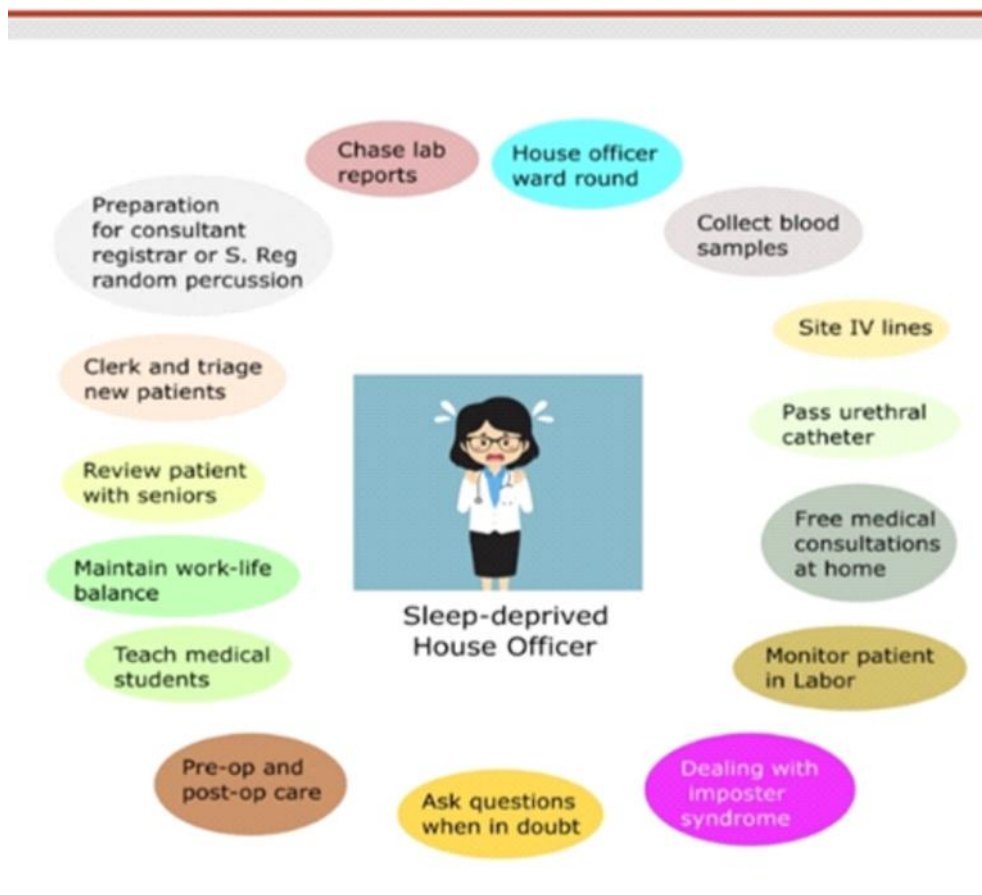 Chase lab
reports
House officer
ward round
Collect blood
samples
Site IV lines
Pass urethral
catheter
Free medical
consultations
at home
Monitor patient
in Labor
Dealing with
imposter
syndrome
Ask questions
when in doubt
Pre-op and
post-op care
Teach medical
students
Maintain work-life
balance
Review patient
with seniors
Clerk and triage
new patients
Preparation
for consultant
registrar or S. Reg
random percussion
Sleep-deprived
House Officer